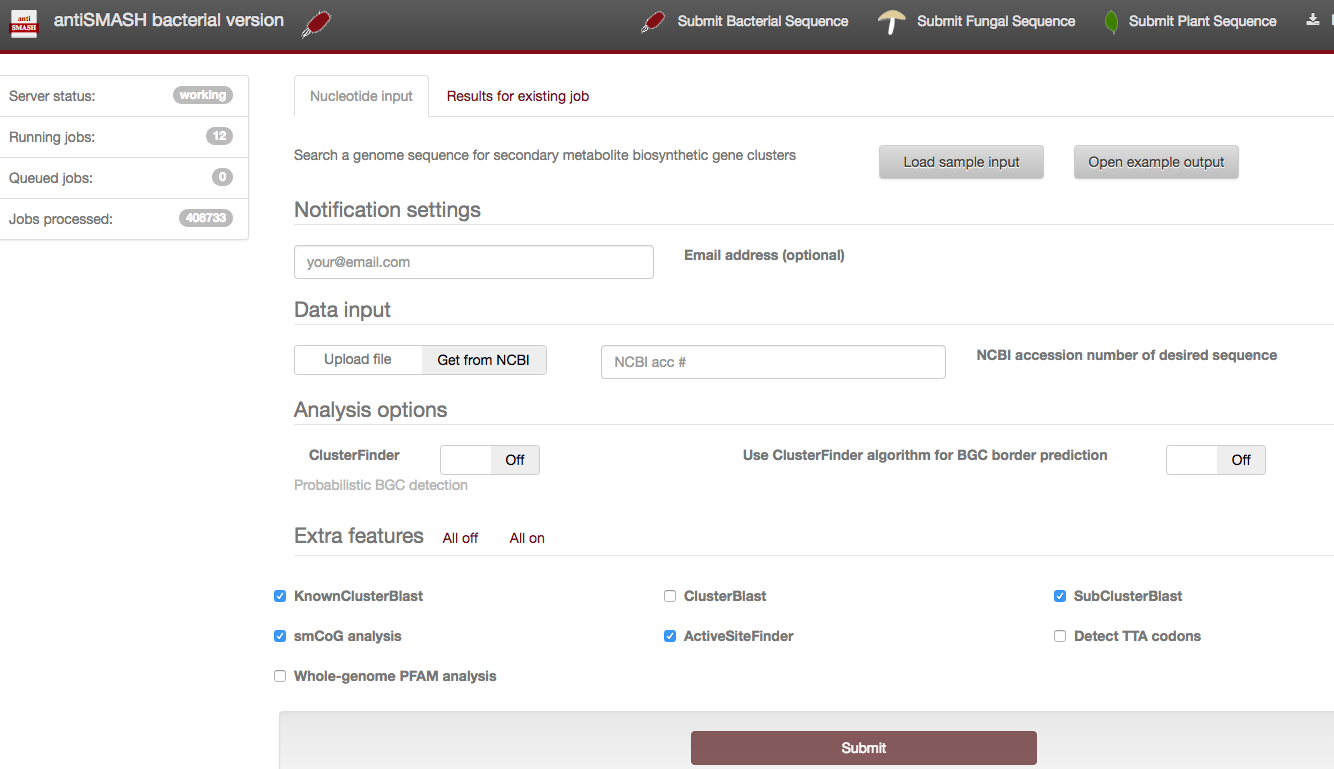 anti
SMASH
antiSMASH bacterial version
Submit Bacterial Sequence
Submit Fungal Sequence
Submit Plant Sequence
Server status: working
Running jobs: 12
Queued jobs: 0
Jobs processed: 408733
Nucleotide input
Results for existing job
Search a genome sequence for secondary metabolite biosynthetic gene clusters
Load sample input
Open example output
Notification settings
your@email.com
Email address (optional)
Data input
Upload file
Get from NCBI
NCBI acc #
NCBI accession number of desired sequence
Analysis options
ClusterFinder
Off
Use ClusterFinder algorithm for BGC border prediction
Off
Probabilistic BGC detection
Extra features
All off
All on
KnownClusterBlast
ClusterBlast
SubClusterBlast
smCoG analysis
ActiveSiteFinder
Detect TTA codons
Whole-genome PFAM analysis
Submit